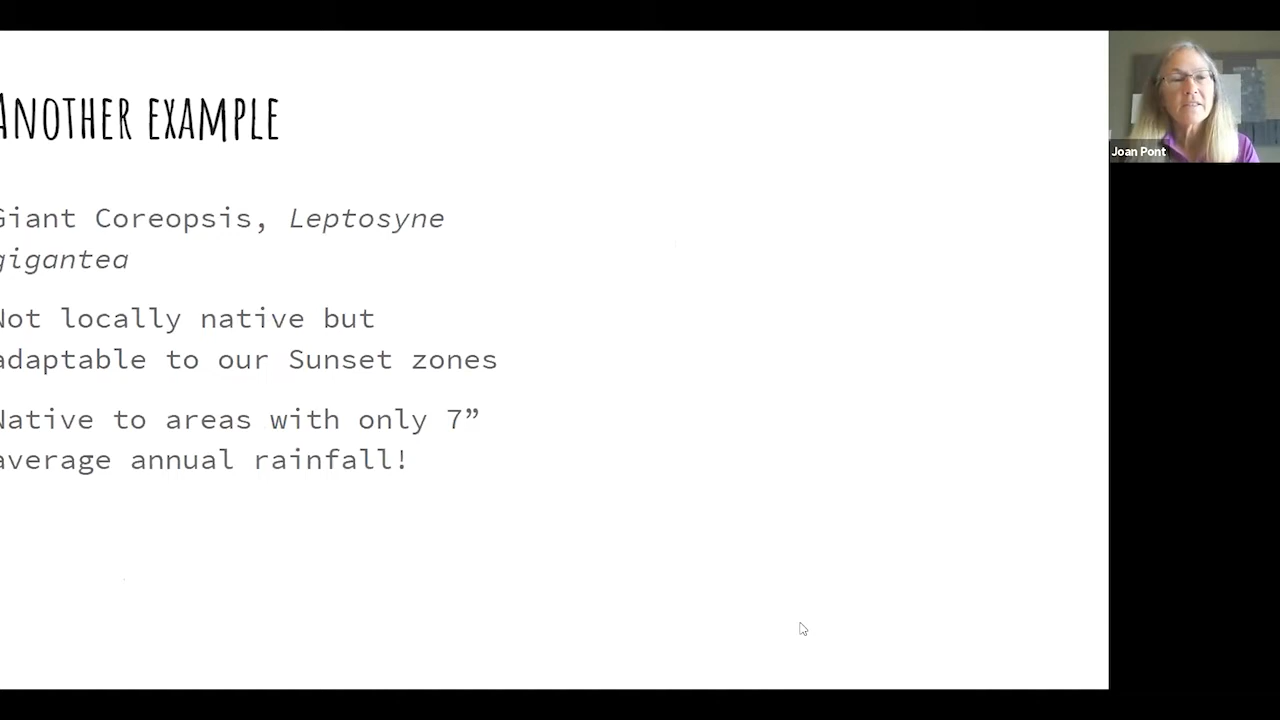 Another example
Giant Coreopsis, Leptosyne
gigantea
Not locally native but
adaptable to our Sunset zones
Native to areas with only 7”
average annual rainfall!
Joan Pont